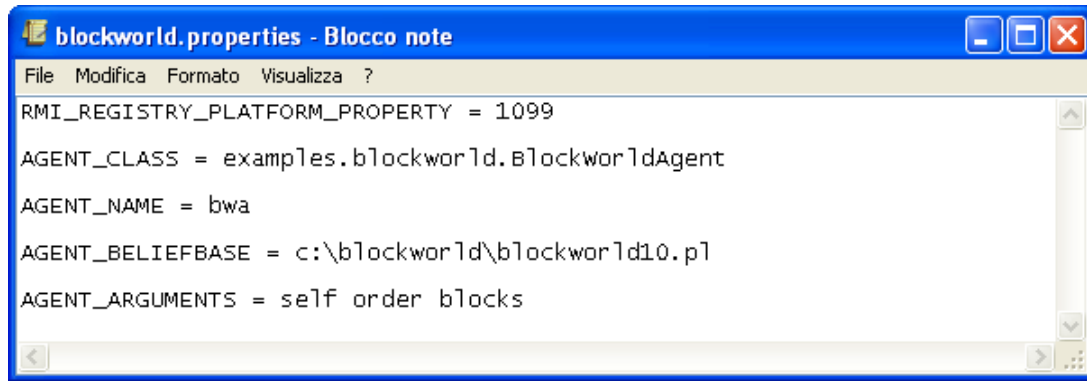 blockworld.properties - Blocco note
File Modifica Formato Visualizza ?
RMI_REGISTRY_PLATFORM_PROPERTY = 1099
AGENT_CLASS = examples.blockworld.BlockWorldAgent
AGENT_NAME = bwa
AGENT_BELIEFBASE = c:\blockworld\blockworld10.pl
AGENT_ARGUMENTS = self order blocks